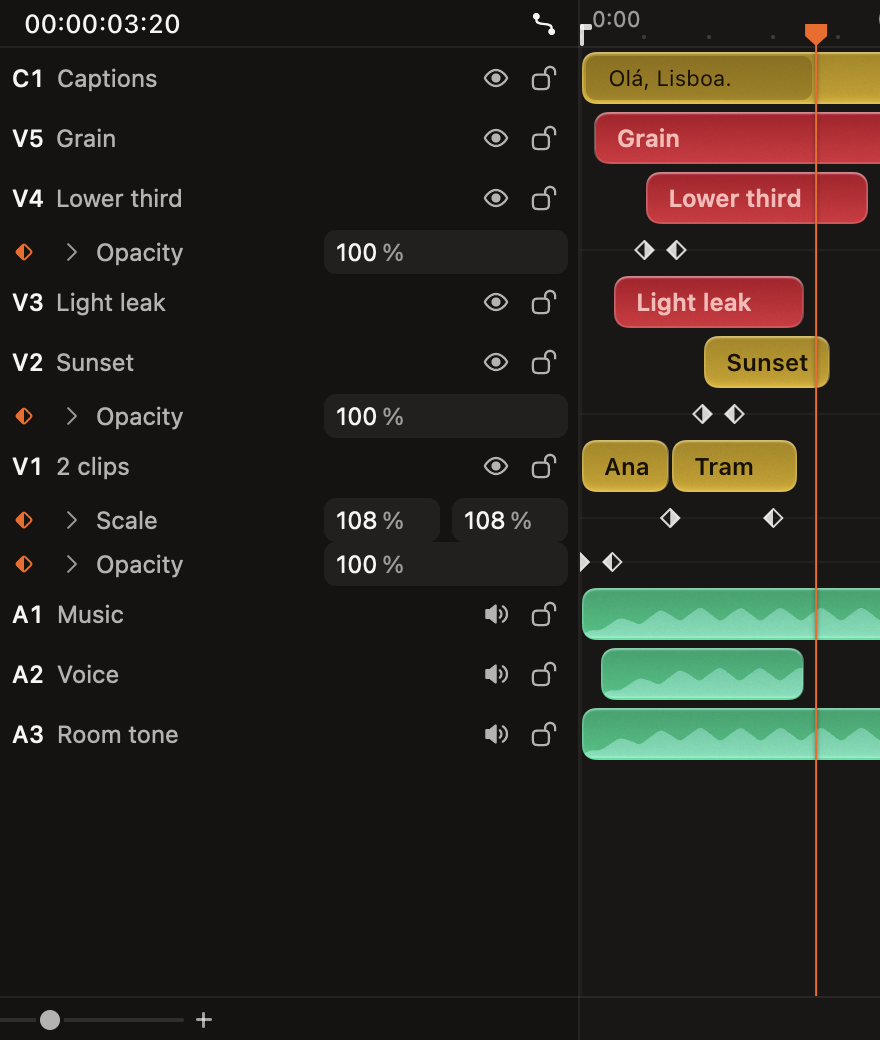 00:00:03:20
0:00
C1 Captions
Olá, Lisboa.
V5 Grain
Grain
V4 Lower third
Lower third
Opacity 100 %
V3 Light leak
Light leak
V2 Sunset
Sunset
Opacity 100 %
V1 2 clips
Ana Tram
Scale 108 % 108 %
Opacity 100 %
A1 Music
A2 Voice
A3 Room tone